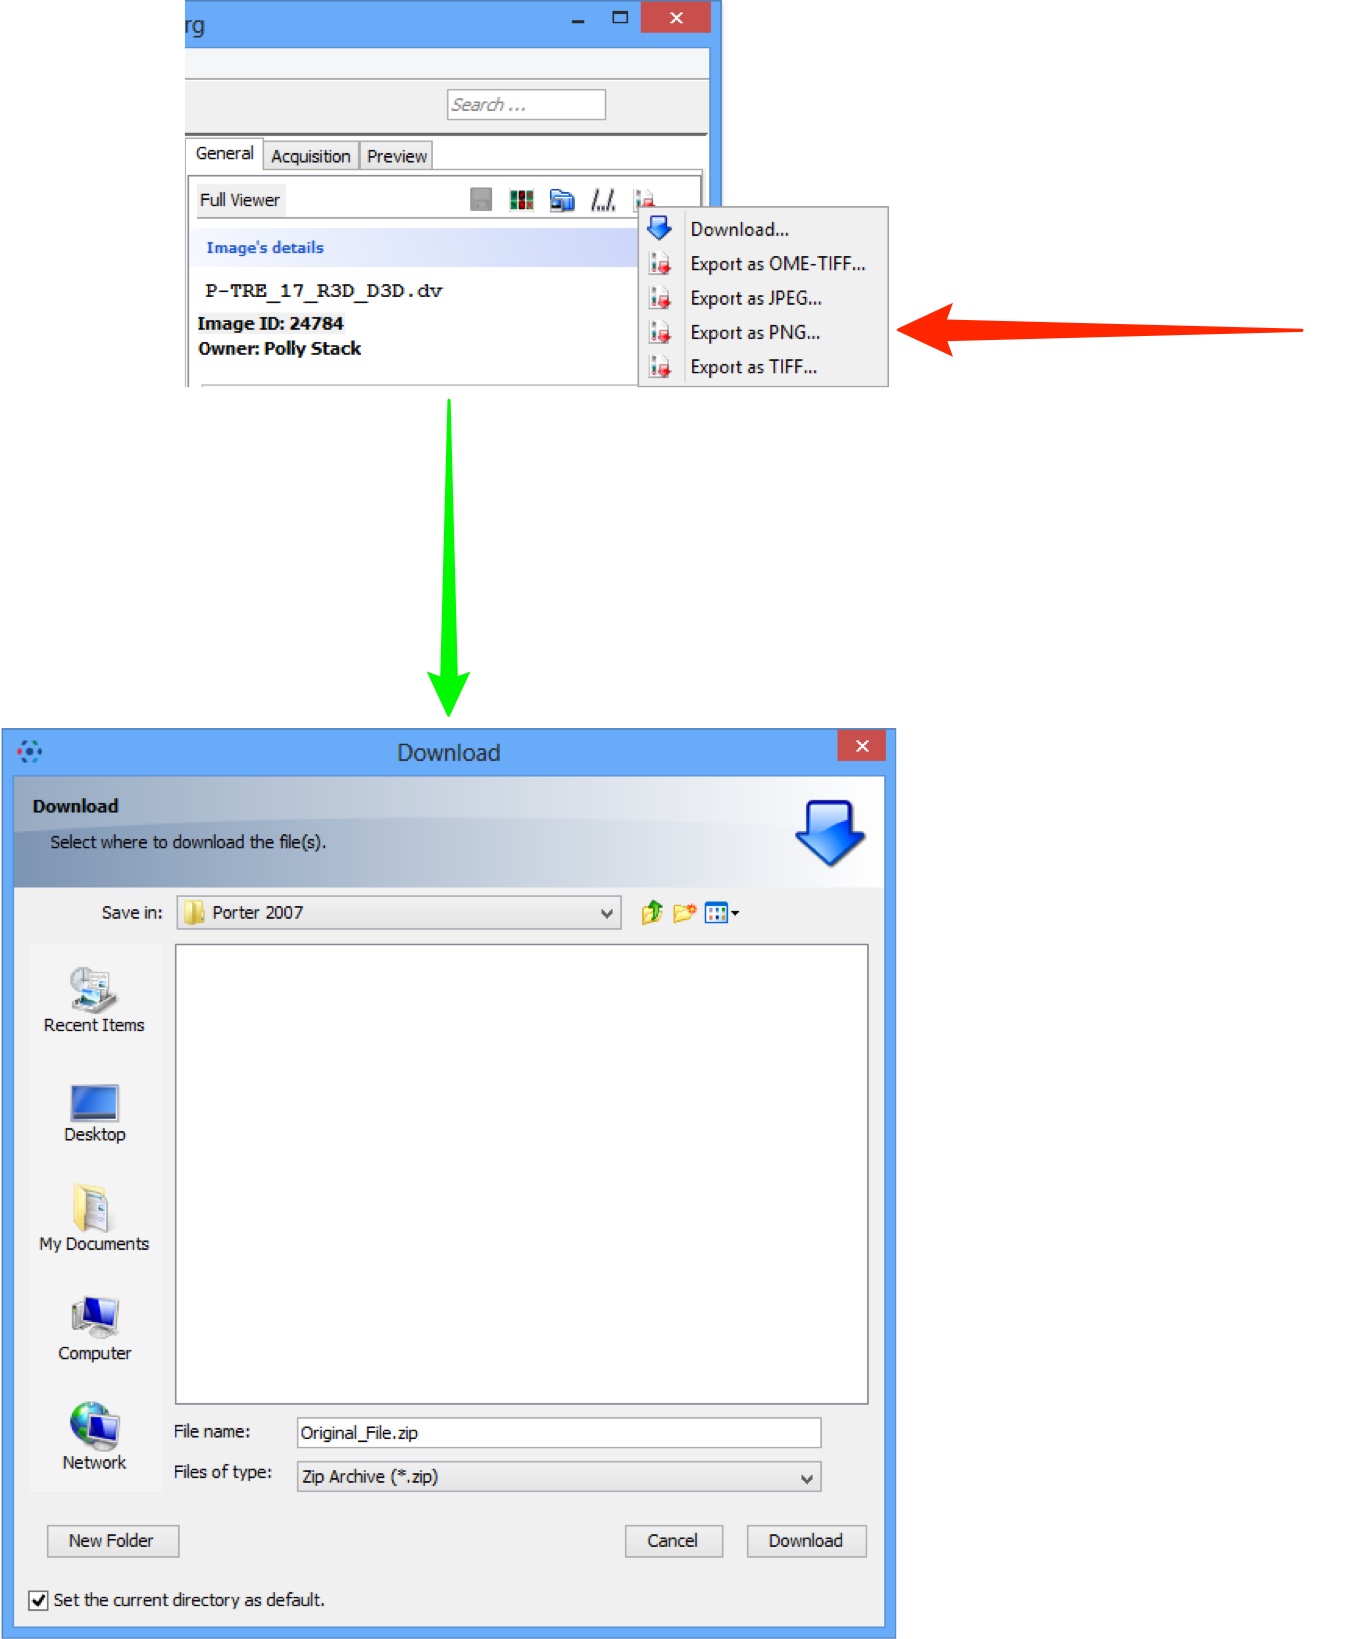 rg
Search ...
General Acquisition Preview
Full Viewer
Image's details
P-TRE_17_R3D_D3D.dv
Image ID: 24784
Owner: Polly Stack
Download...
Export as OME-TIFF...
Export as JPEG...
Export as PNG...
Export as TIFF...
Download
Download
Select where to download the file(s).
Save in: Porter 2007
Recent Items
Desktop
My Documents
Computer
Network
File name: Original_File.zip
Files of type: Zip Archive (*.zip)
New Folder Cancel Download
Set the current directory as default.